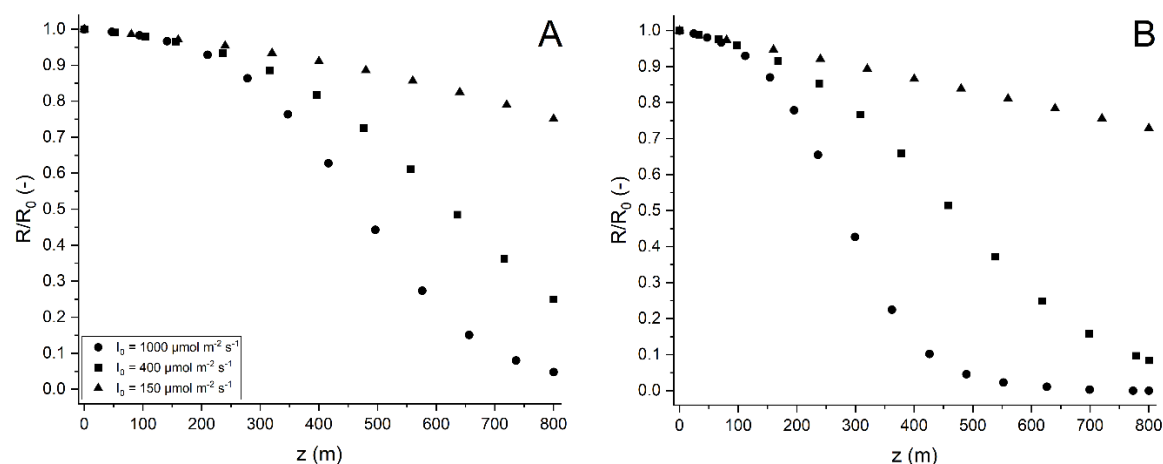 A
1.0
0.9
0.8
0.7
0.6
0.5
0.4
0.3
0.2
0.1
0.0
R/R₀ (-)
I₀ = 1000 μmol m⁻² s⁻¹
I₀ = 400 μmol m⁻² s⁻¹
I₀ = 150 μmol m⁻² s⁻¹
0 100 200 300 400 500 600 700 800
z (m)
B
1.0
0.9
0.8
0.7
0.6
0.5
0.4
0.3
0.2
0.1
0.0
R/R₀ (-)
0 100 200 300 400 500 600 700 800
z (m)